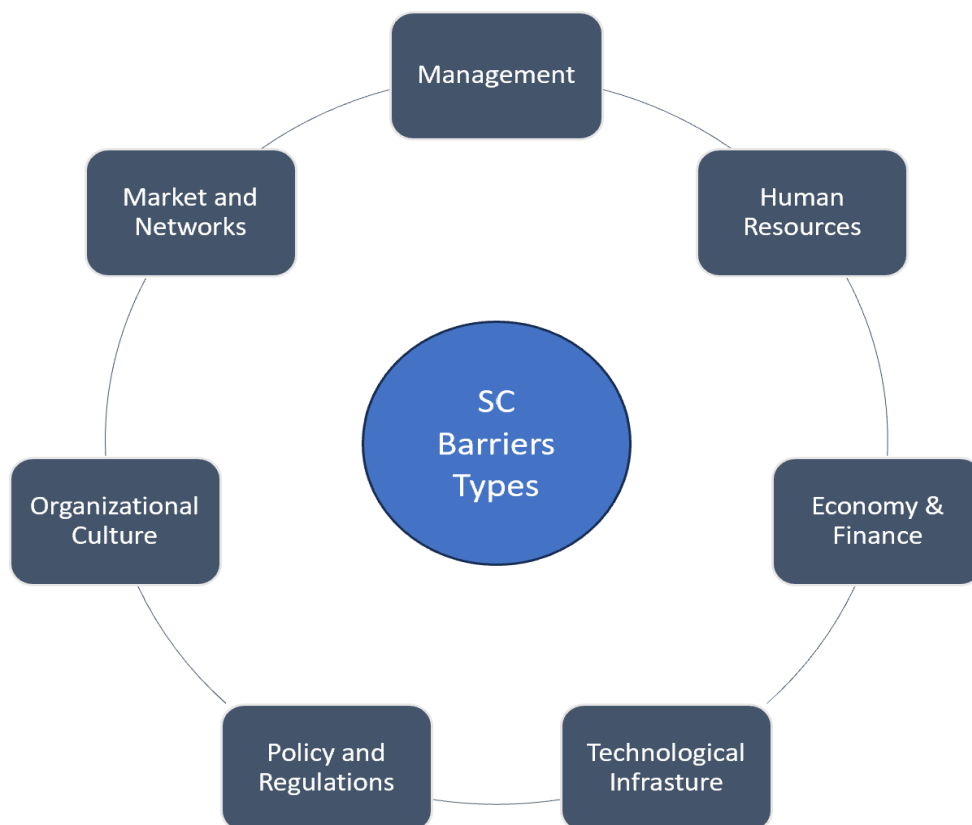 Management
Human
Resources
Economy &
Finance
Technological
Infrasture
Policy and
Regulations
Organizational
Culture
Market and
Networks
SC
Barriers
Types